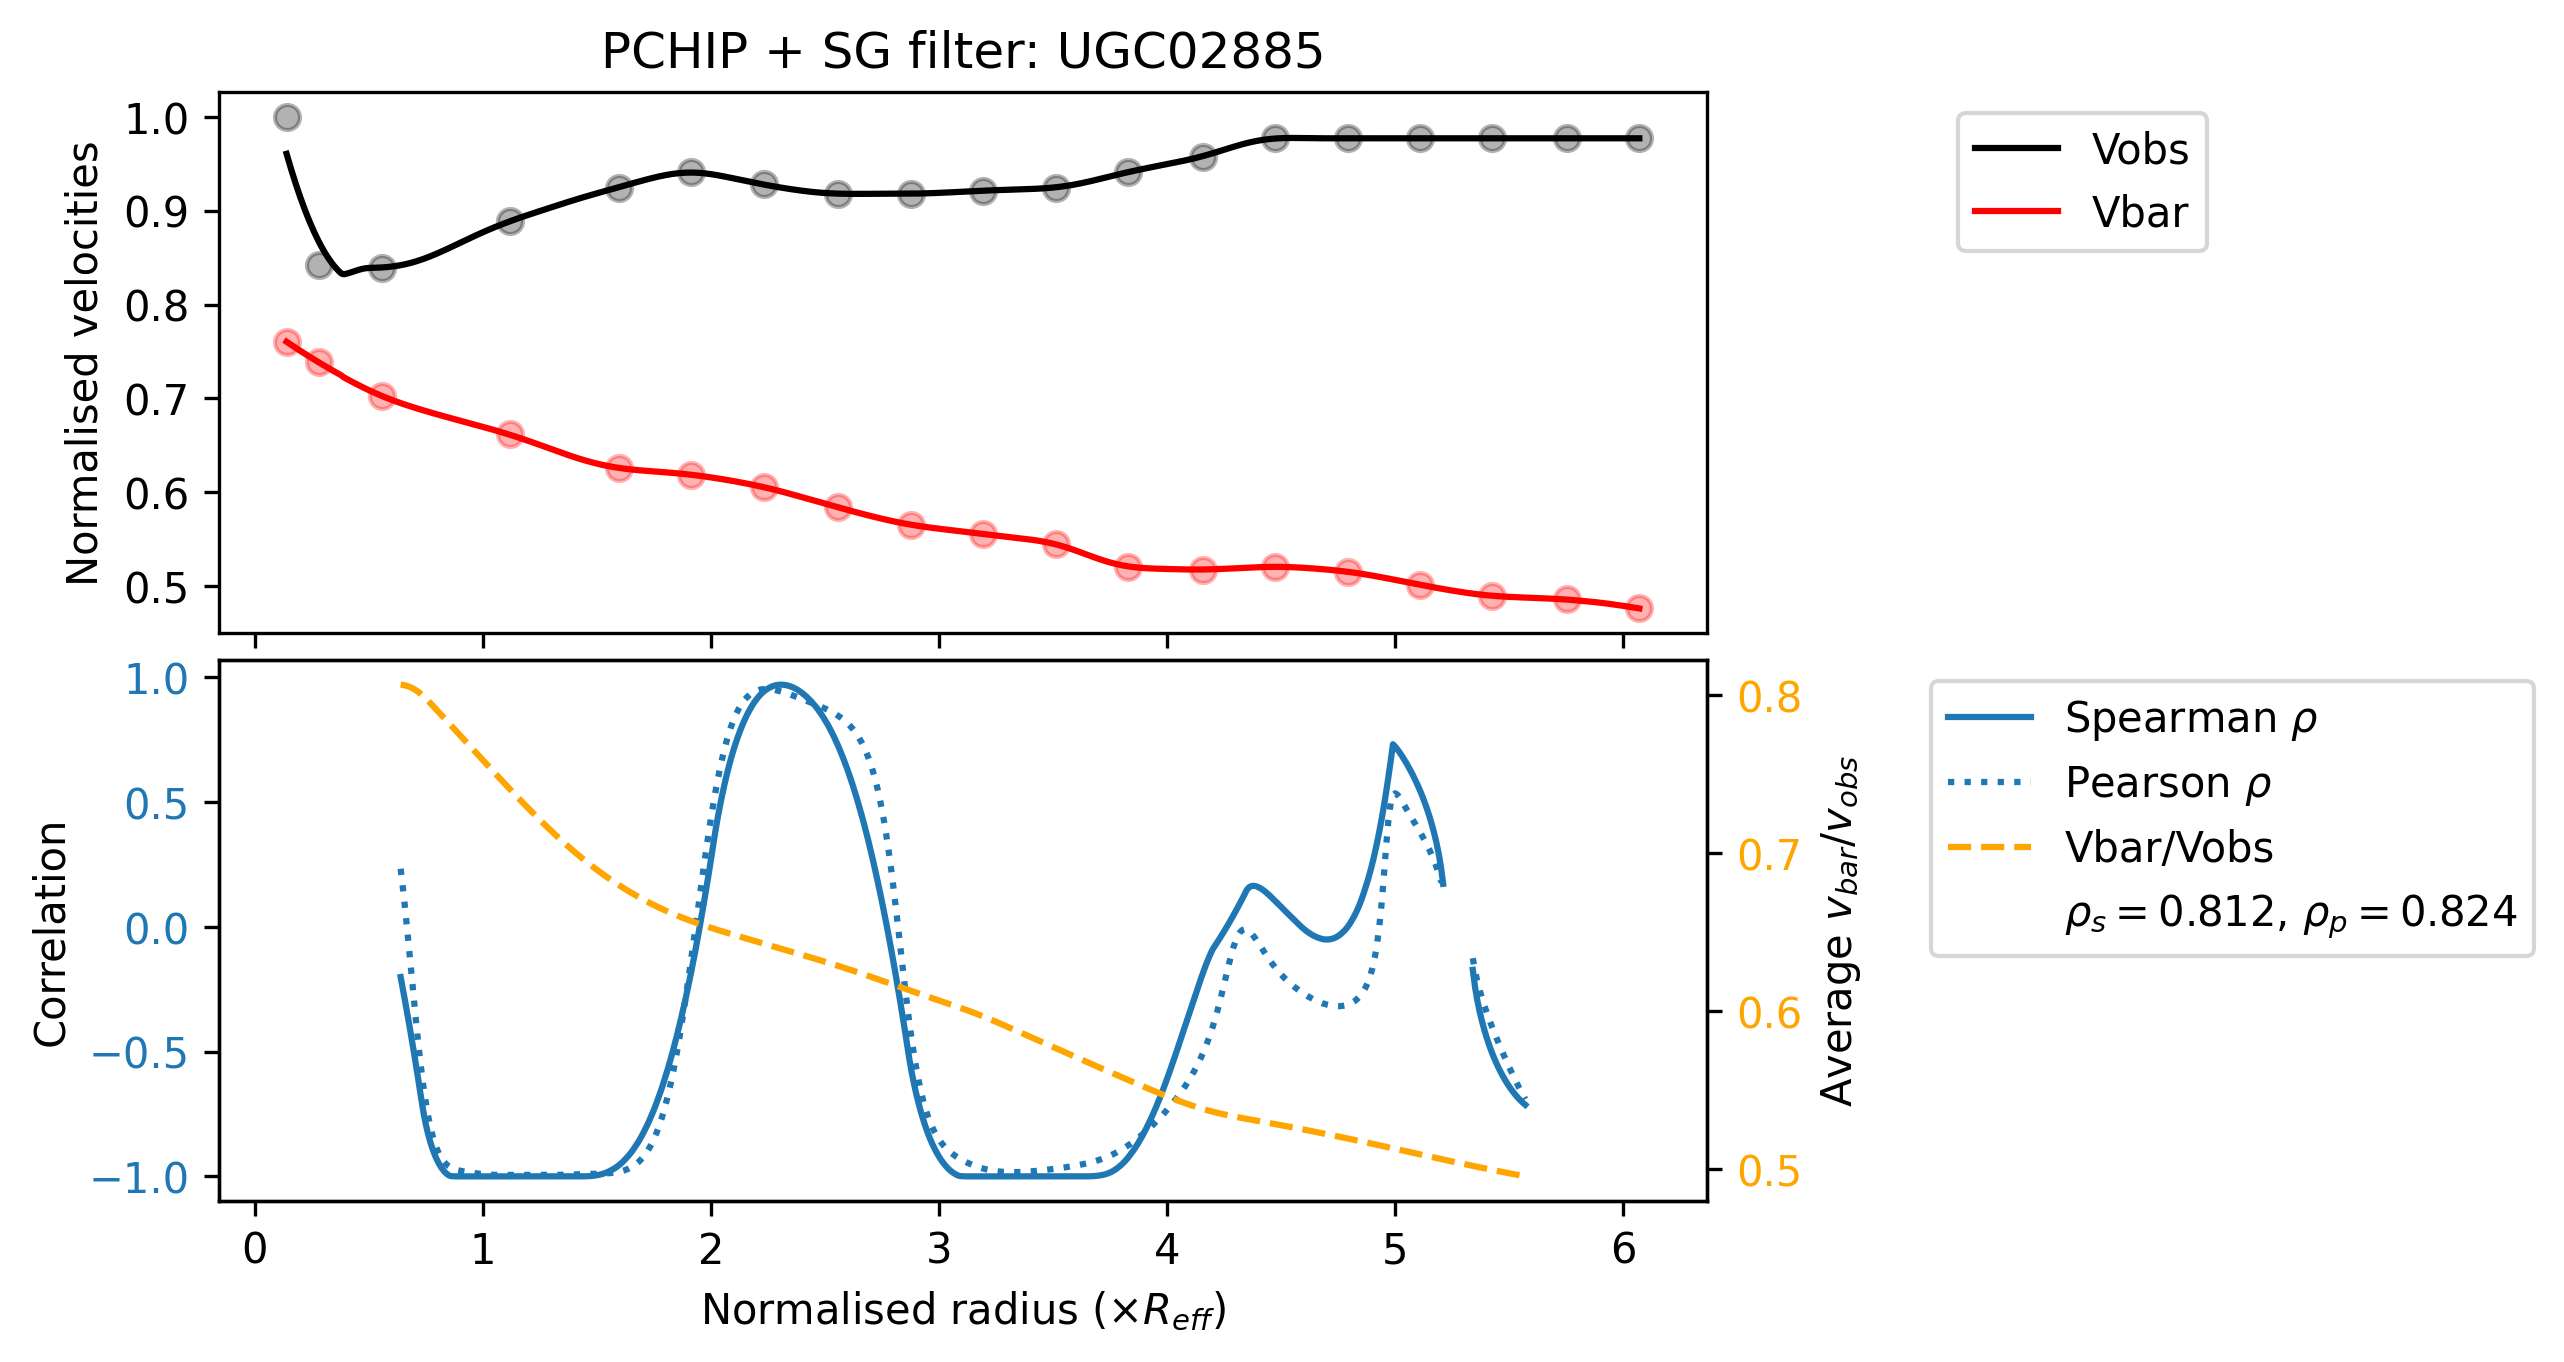 PCHIP + SG filter: UGC02885
Normalised velocities
1.0
0.9
0.8
0.7
0.6
0.5
Vobs
Vbar
Correlation
1.0
0.5
0.0
−0.5
−1.0
0.8
0.7
0.6
0.5
Average v_bar/v_obs
Spearman ρ
Pearson ρ
Vbar/Vobs
ρ_s = 0.812, ρ_p = 0.824
0 1 2 3 4 5 6
Normalised radius (×R_eff)